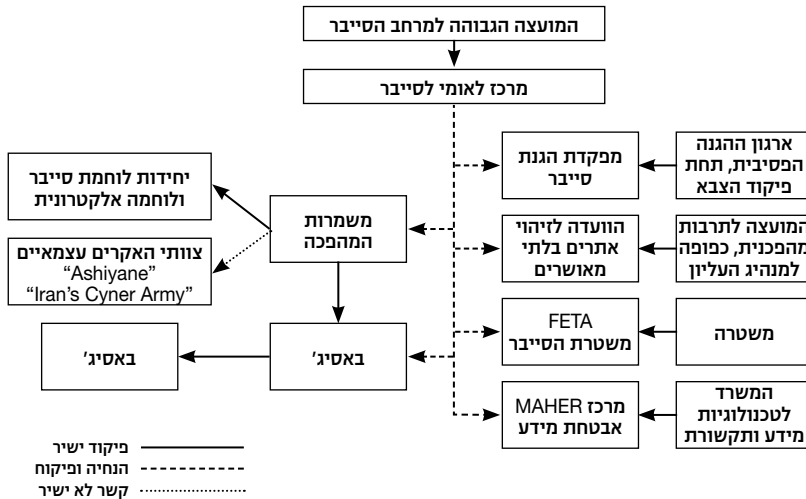 המועצה הגבוהה למרחב הסייבר
מרכז לאומי לסייבר
ארגון ההגנה
הפסיבית, תחת
פיקוד הצבא
מפקדת הגנת
סייבר
המועצה לתרבות
מהפכנית, כפופה
למנהיג העליון
הוועדה לזיהוי
אתרים בלתי
מאושרים
משטרה
FETA
משטרת הסייבר
המשרד
לטכנולוגיות
מידע ותקשורת
מרכז MAHER
אבטחת מידע
משמרות
המהפכה
יחידות לוחמת סייבר
ולוחמה אלקטרונית
צוותי האקרים עצמאיים
“Ashiyane”
“Iran’s Cyner Army”
באסיג’
באסיג’
פיקוד ישיר
הנחיה ופיקוח
קשר לא ישיר